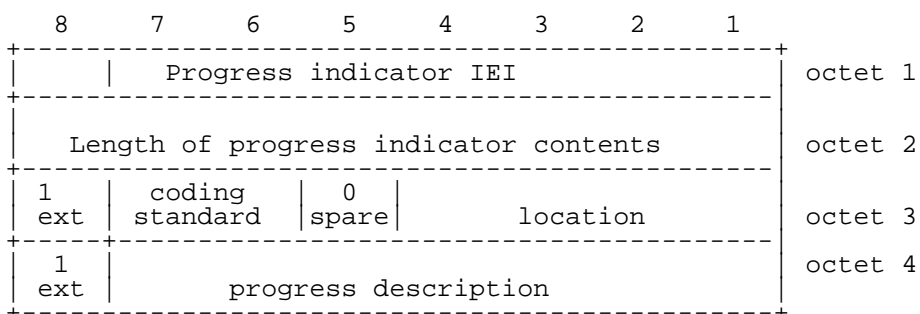 8 7 6 5 4 3 2 1
Progress indicator IEI octet 1
Length of progress indicator contents octet 2
1 coding 0
ext standard spare location octet 3
1 octet 4
ext progress description